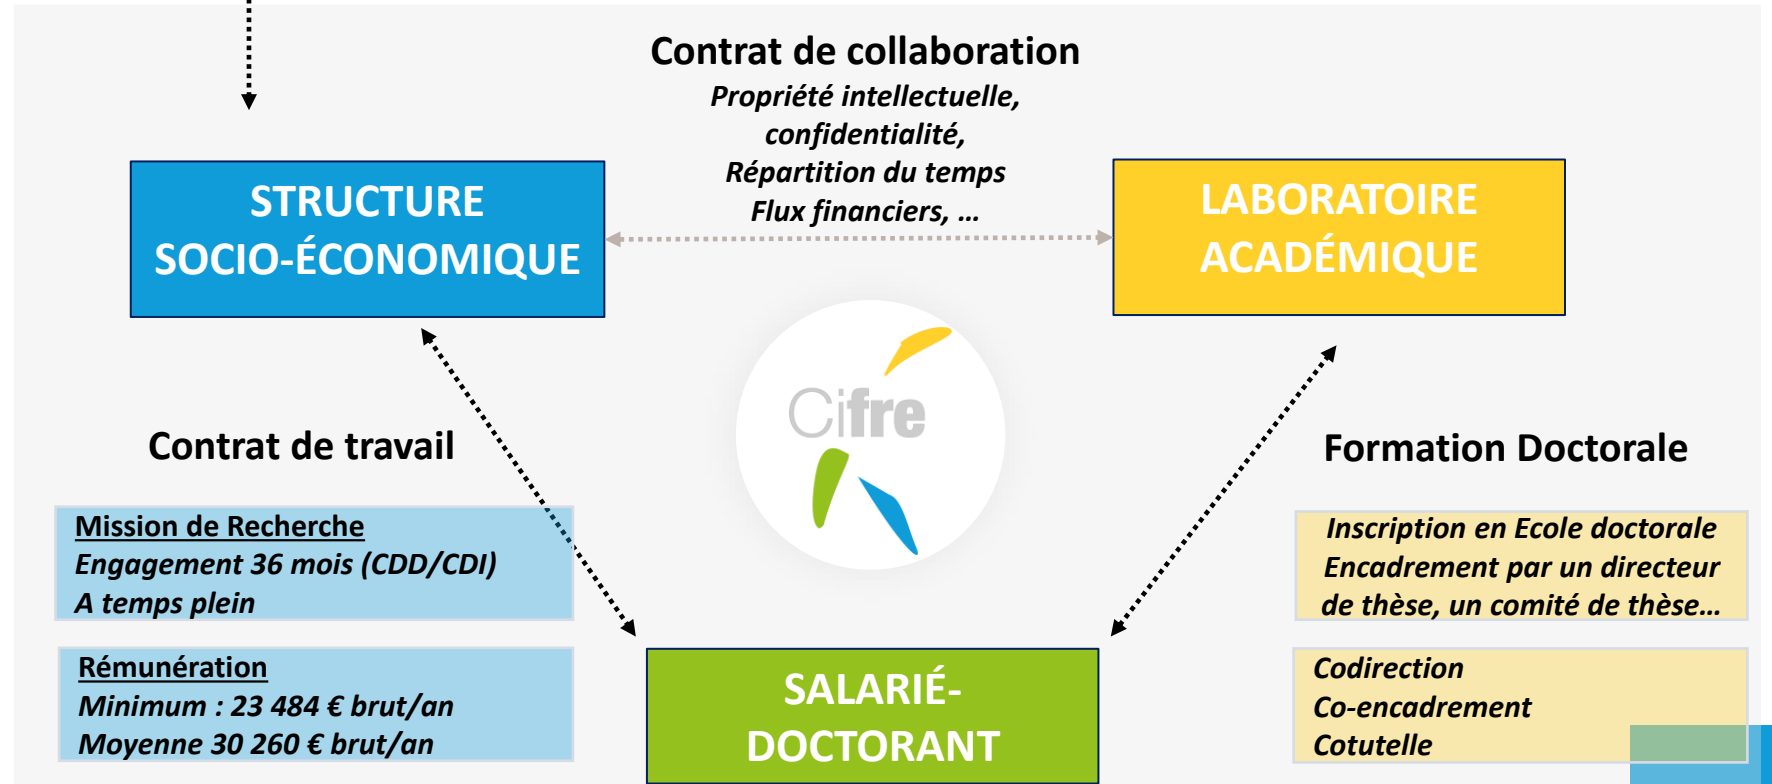 Contrat de collaboration
Propriété intellectuelle,
confidentialité,
Répartition du temps
Flux financiers, ...
STRUCTURE
SOCIO-ÉCONOMIQUE
LABORATOIRE
ACADÉMIQUE
Cifre
Contrat de travail
Mission de Recherche
Engagement 36 mois (CDD/CDI)
A temps plein
Rémunération
Minimum : 23 484 € brut/an
Moyenne 30 260 € brut/an
Formation Doctorale
Inscription en Ecole doctorale
Encadrement par un directeur
de thèse, un comité de thèse...
Codirection
Co-encadrement
Cotutelle
SALARIÉ-
DOCTORANT